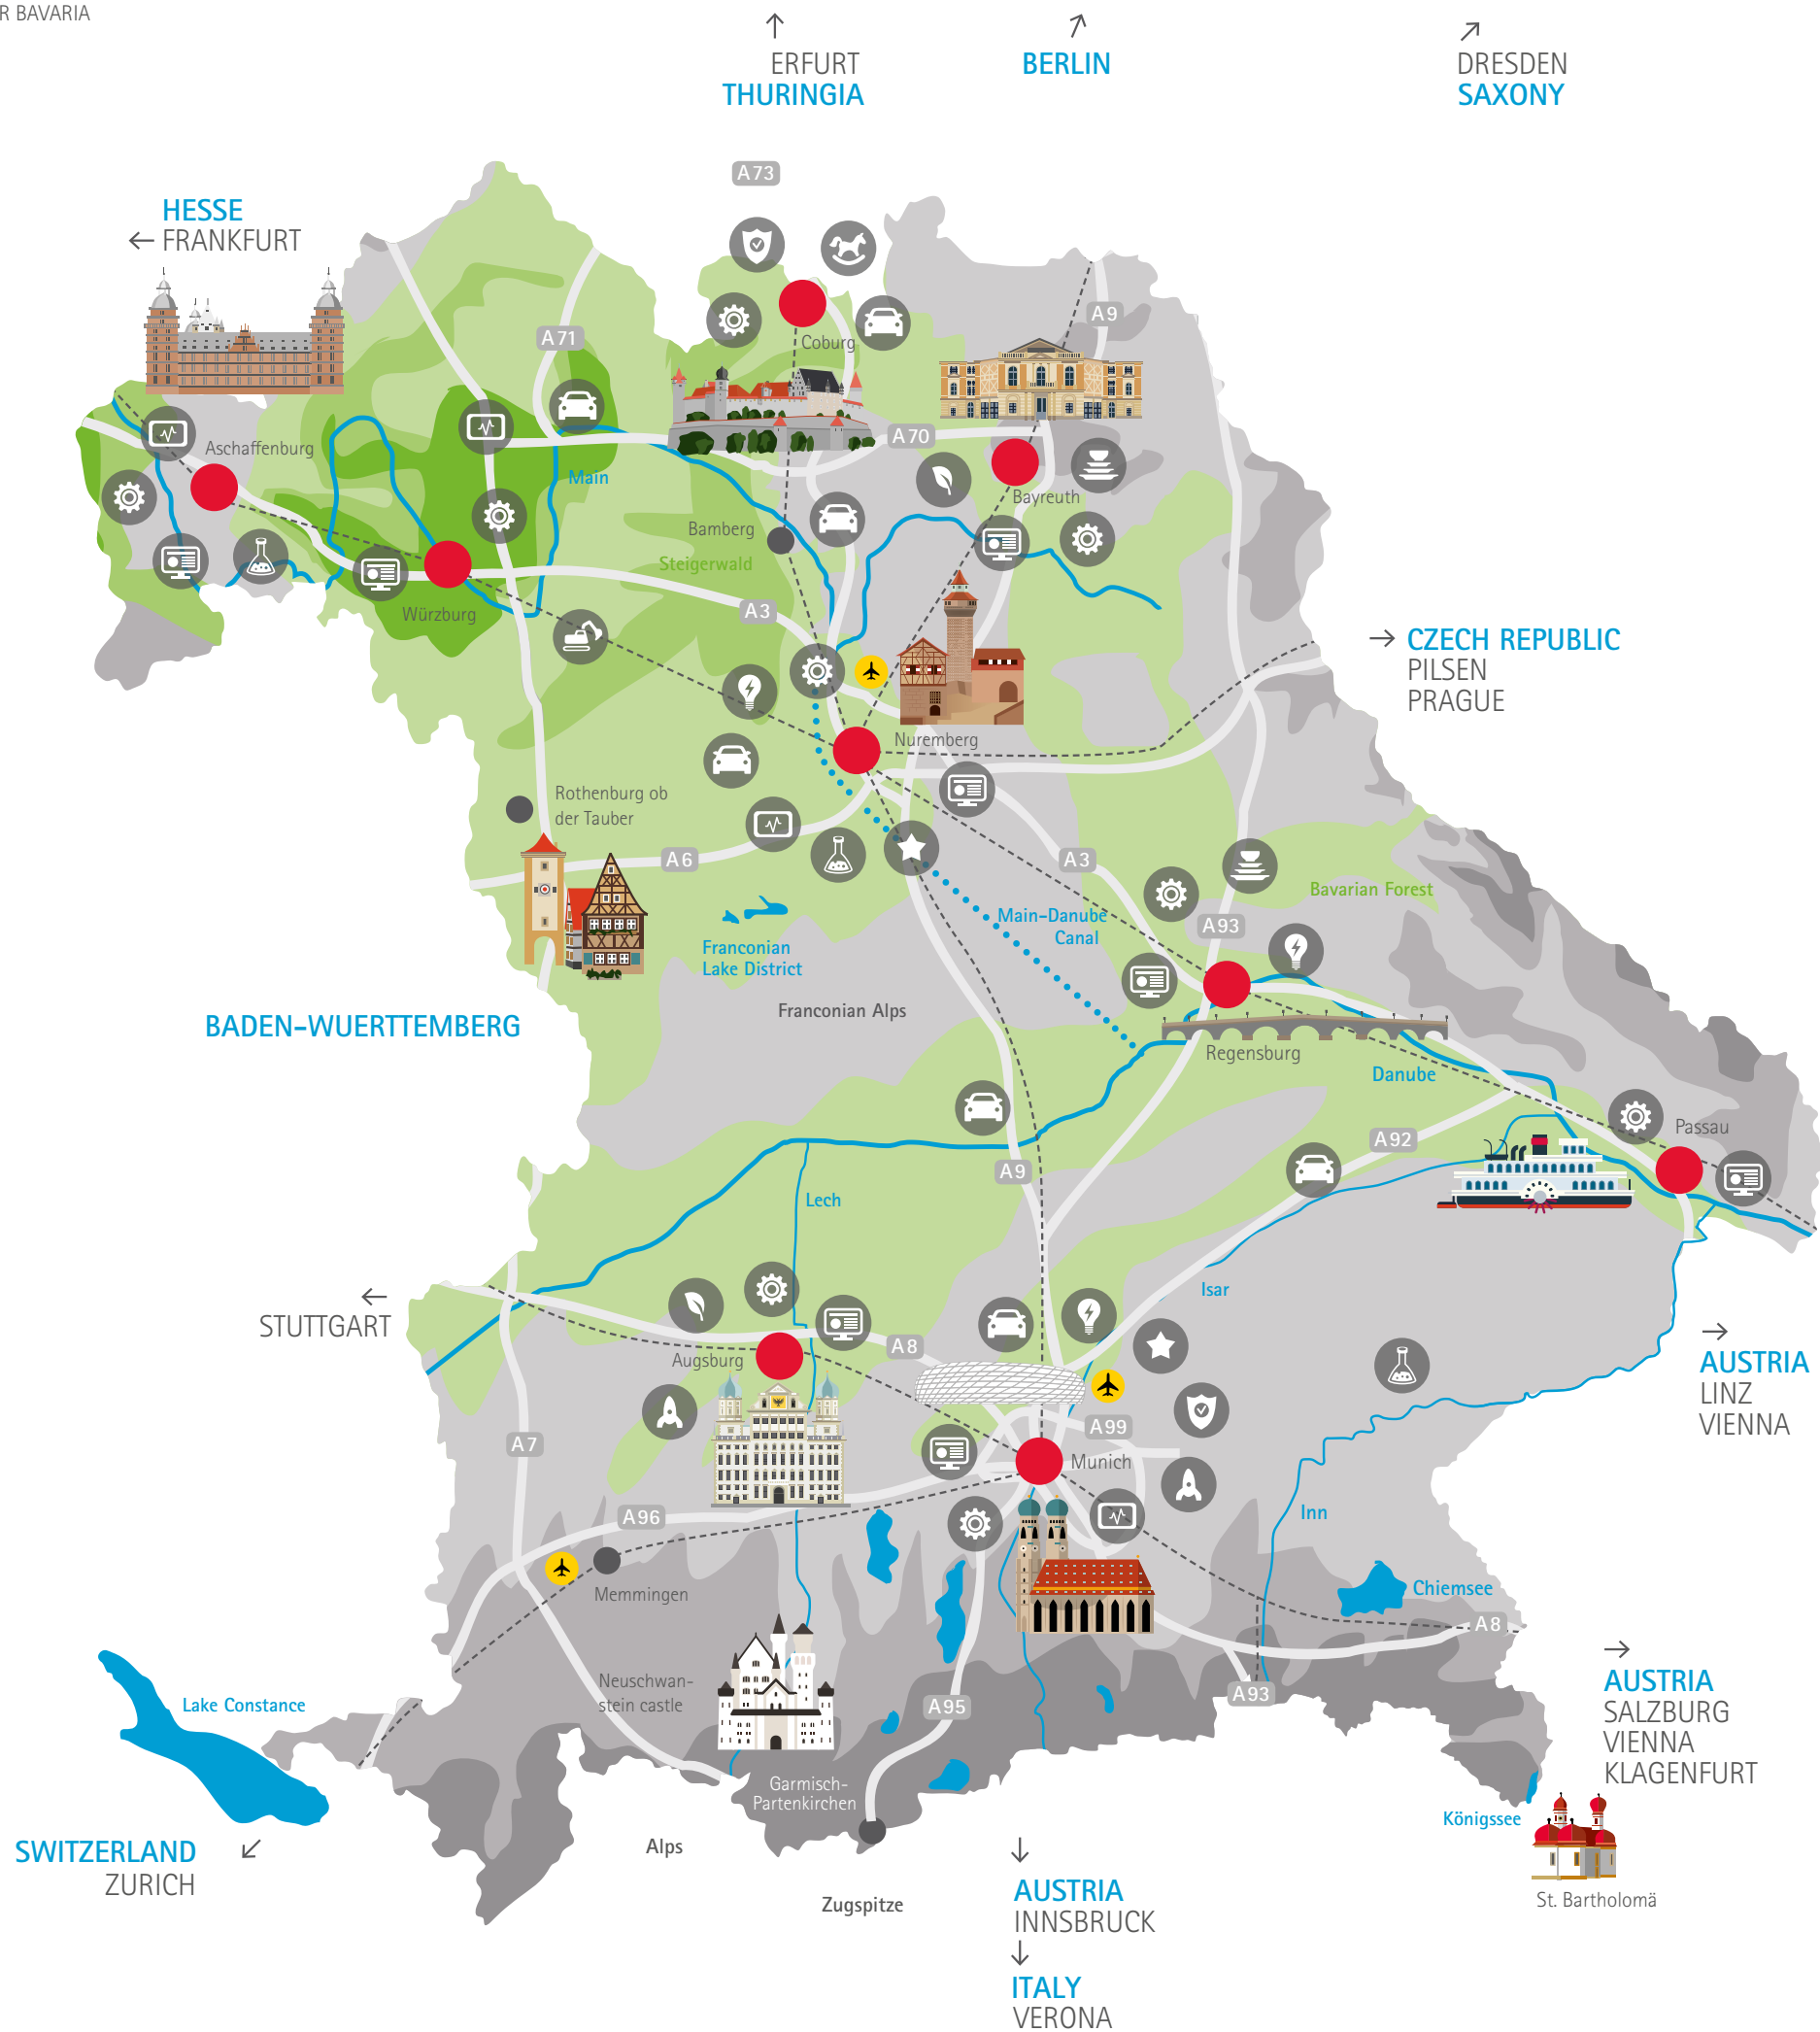 R BAVARIA
ERFURT
THURINGIA
BERLIN
DRESDEN
SAXONY
A73
HESSE
FRANKFURT
A71
Coburg
A9
Aschaffenburg
A70
Main
Bayreuth
Bamberg
Steigerwald
Würzburg
A3
CZECH REPUBLIC
PILSEN
PRAGUE
Nuremberg
Rothenburg ob
der Tauber
A6
A3
Bavarian Forest
Main-Danube
Canal
A93
Franconian
Lake District
Franconian Alps
BADEN-WUERTTEMBERG
Regensburg
Danube
Passau
A92
A9
Lech
Isar
STUTTGART
A8
Augsburg
AUSTRIA
LINZ
VIENNA
A99
A7
Munich
A96
Inn
Memmingen
Chiemsee
A8
Neuschwan-
stein castle
A93
A95
Lake Constance
AUSTRIA
SALZBURG
VIENNA
KLAGENFURT
Garmisch-
Partenkirchen
Königssee
SWITZERLAND
ZURICH
Alps
Zugspitze
AUSTRIA
INNSBRUCK
St. Bartholomä
ITALY
VERONA